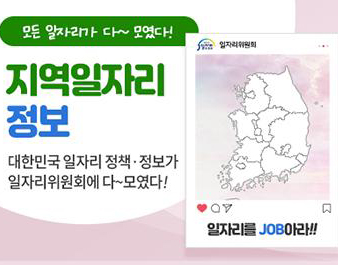 모든 일자리가 다~ 모였다!
지역일자리
정보
대한민국 일자리 정책·정보가
일자리위원회에 다~모였다!
일자리위원회
일자리를 JOB아라!!